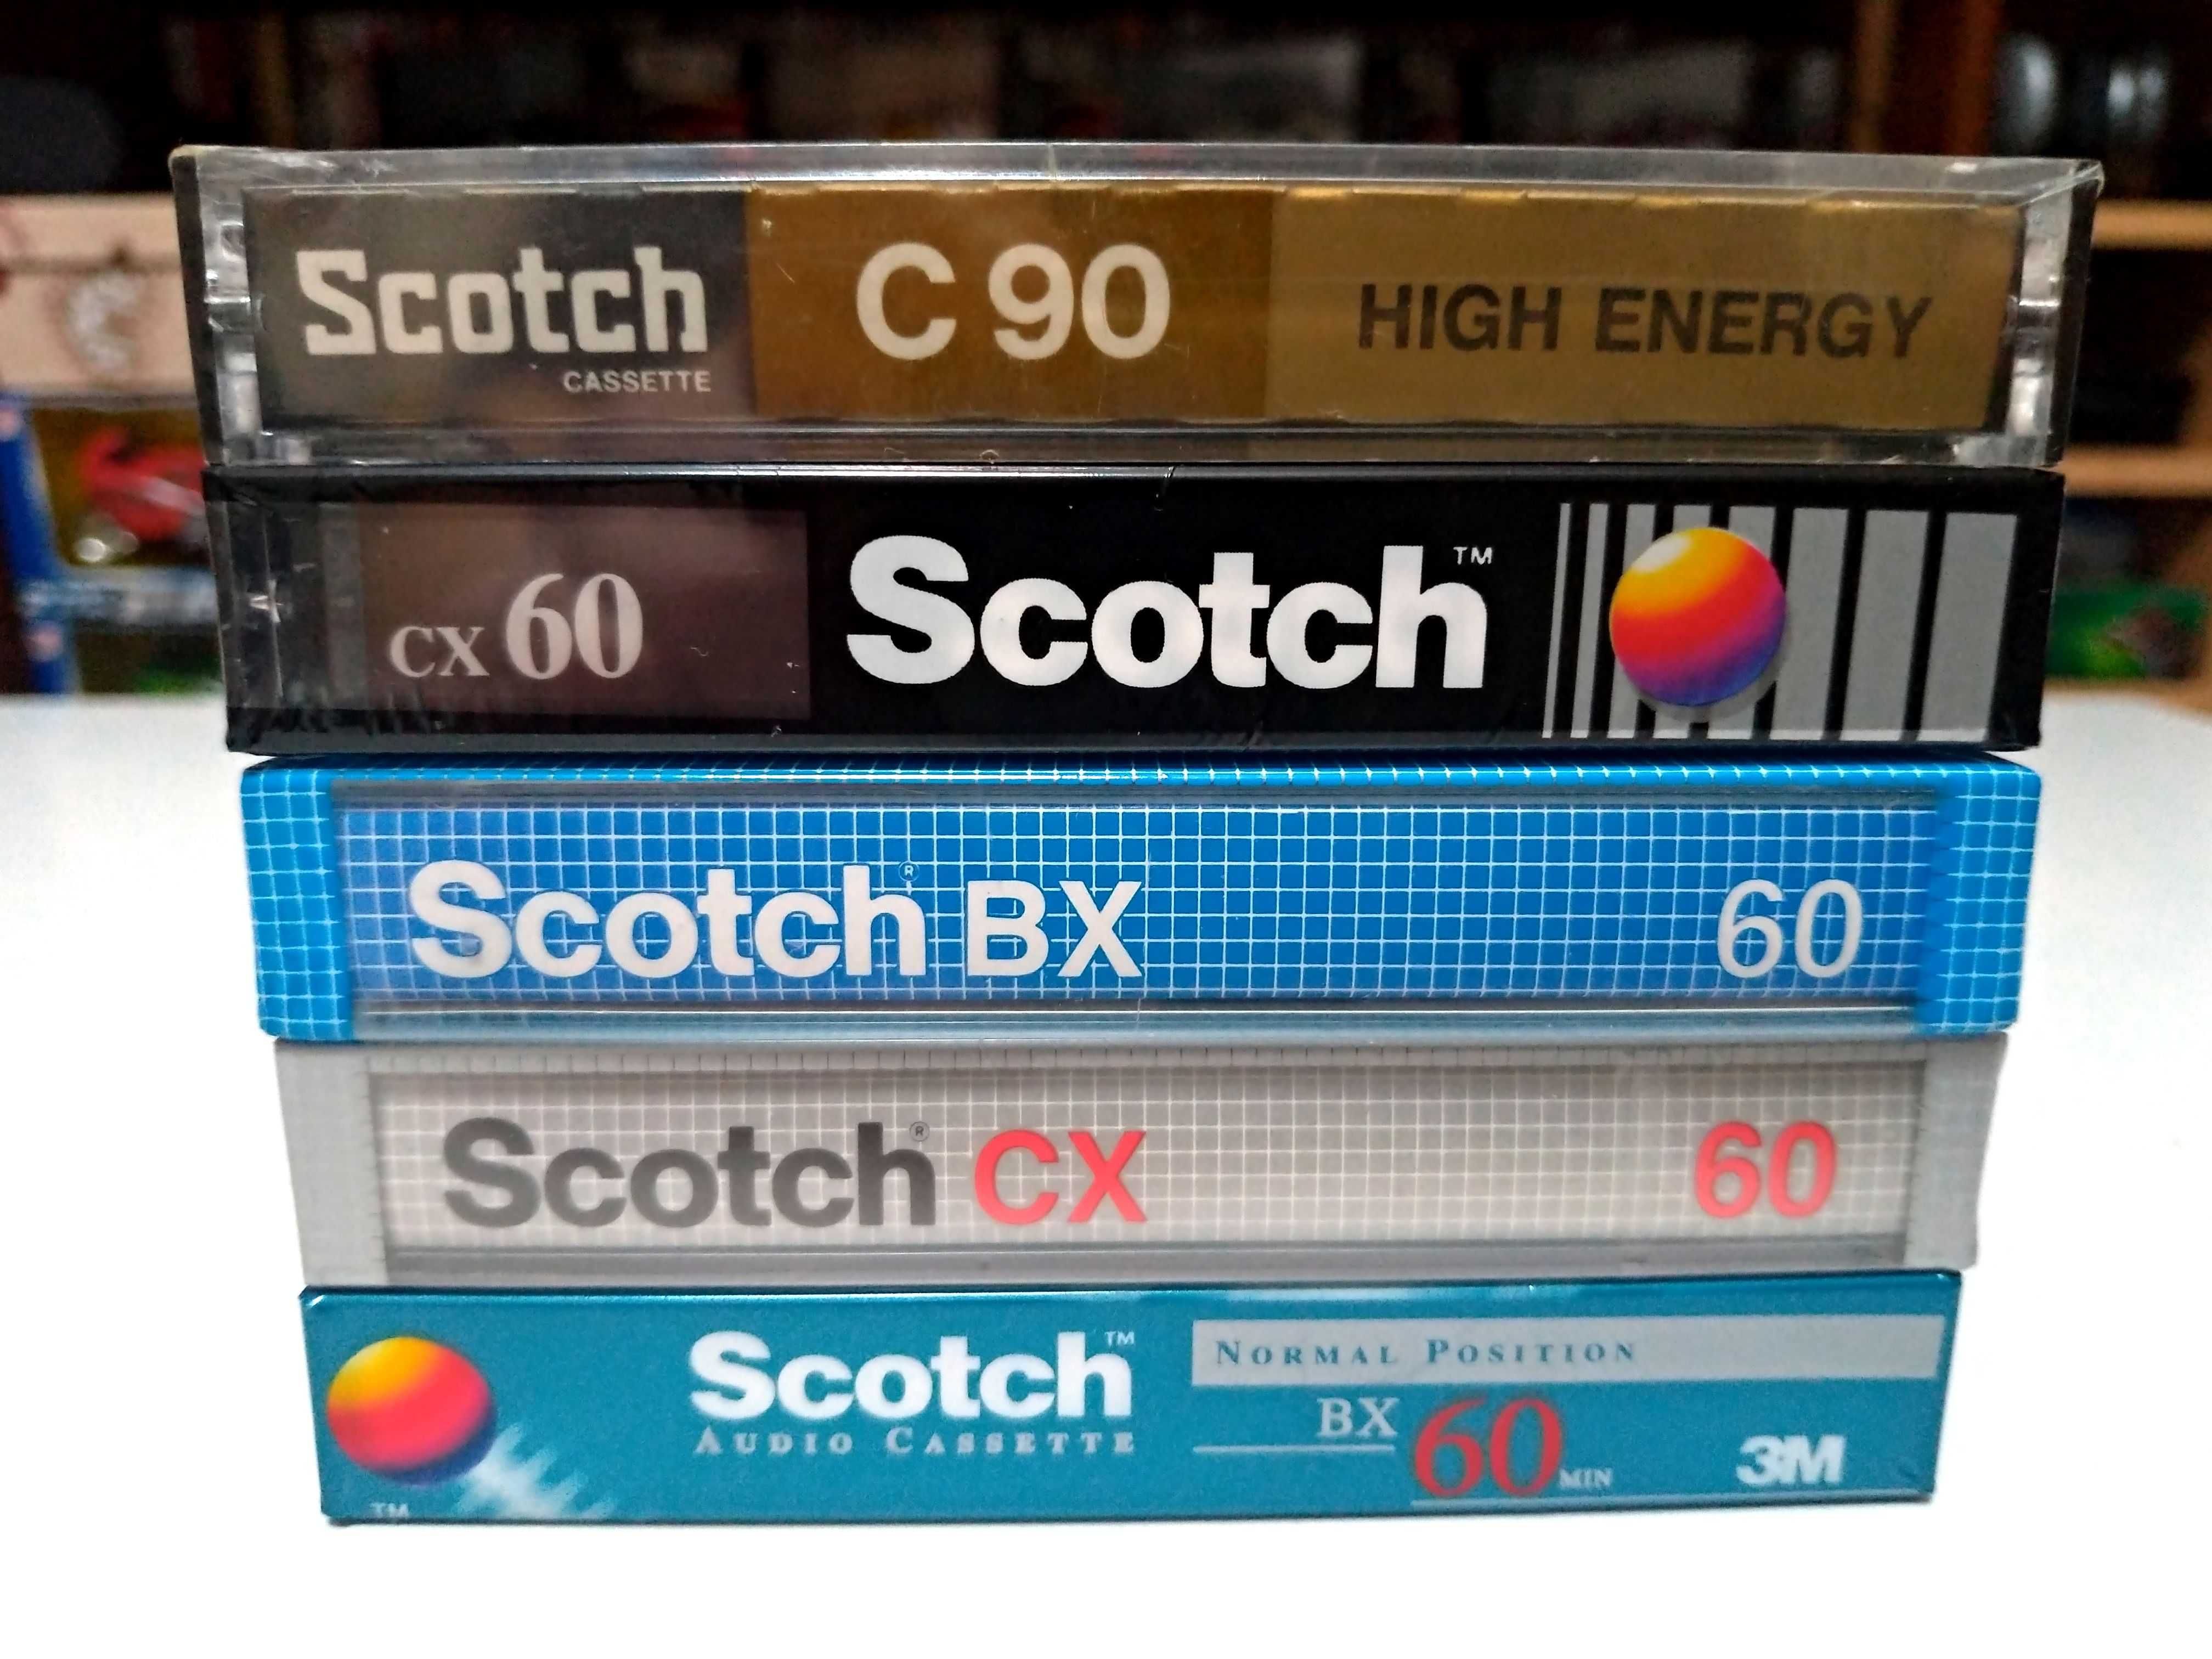 Scotch C 90 HIGH ENERGY
CASSETTE
CX 60 Scotch™
Scotch® BX 60
Scotch® CX 60
Scotch™ NORMAL POSITION
AUDIO CASSETTE BX 60 MIN 3M
TM